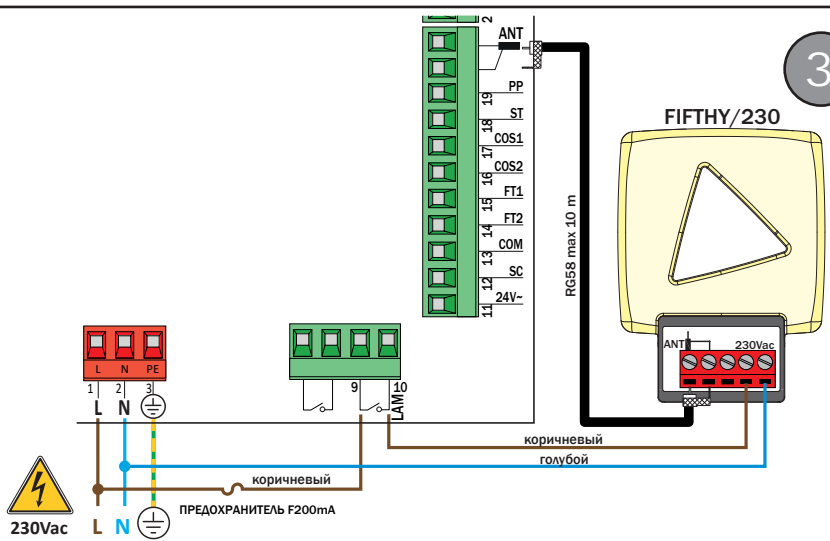 2
ANT
3
PP
19
ST
18
COS1
17
COS2
16
FT1
15
FT2
14
COM
13
SC
12
24V~
11
RG58 max 10 m
FIFTHY/230
ANT
230Vac
L N PE
1 2 3
L N
9 10
LAM
коричневый
голубой
коричневый
ПРЕДОХРАНИТЕЛЬ F200mA
230Vac L N